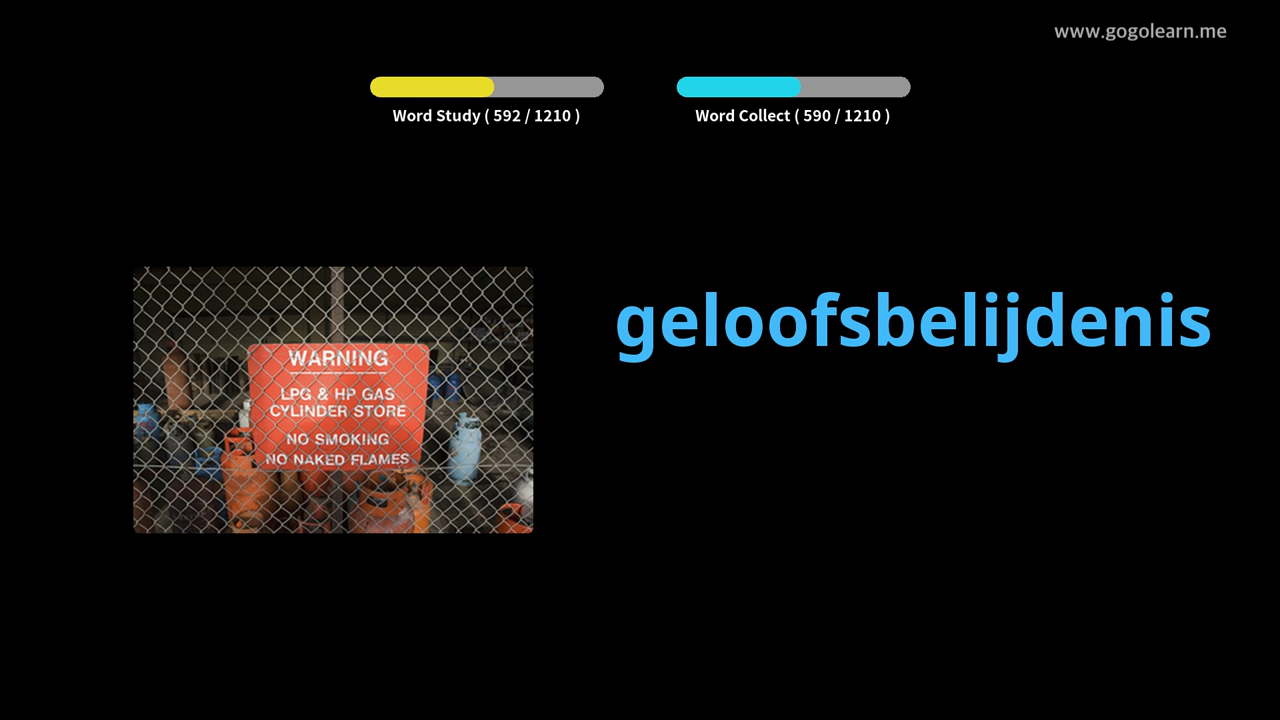 www.gogolearn.me
Word Study ( 592 / 1210 )
Word Collect ( 590 / 1210 )
geloofsbelijdenis
WARNING
LPG & HP GAS
CYLINDER STORE
NO SMOKING
NO NAKED FLAMES